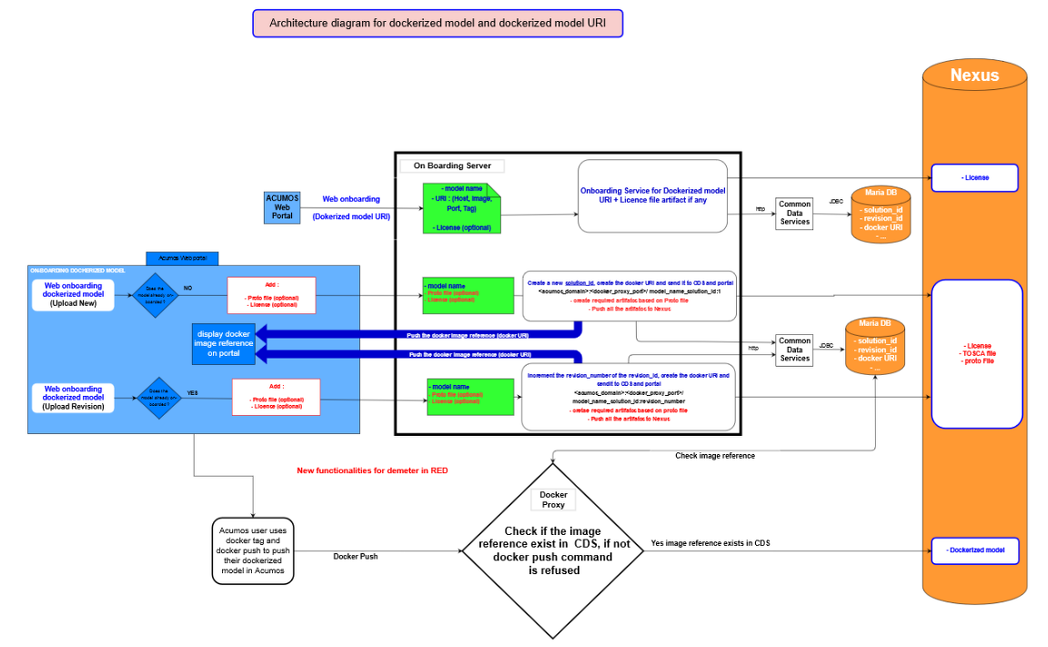 Architecture diagram for dockerized model and dockerized model URI
Nexus
On Boarding Server
- License
ACUMOS
Web
Portal
Web onboarding
(Dokerized model URI)
- model name
- URI : (Host, Image,
Port, Tag)
- License (optional)
Onboarding Service for Dockerized model
URI + Licence file artifact if any
http
Common
Data
Services
JDBC
Maria DB
- solution_id
- revision_id
- docker URI
- ...
Acumos Web portal
ON-BOARDING DOCKERIZED MODEL
Web onboarding
dockerized model
(Upload New)
Does the
model already on-
boarded ?
NO
Add :
- Proto file (optional)
- Licence (optional)
- model name
- Proto file (optional)
- License (optional)
Create a new solution_id, create the docker URI and send it to CDS and portal
<acumos_domain>:<docker_proxy_port>/ model_name_solution_id:1
- create required artifatcs based on Proto file
- Push all the artifatcs to Nexus
Push the docker image reference (docker URI)
display docker
image reference
on portal
Push the docker image reference (docker URI)
http
Common
Data
Services
JDBC
Maria DB
- solution_id
- revision_id
- docker URI
- ...
- License
- TOSCA file
- proto File
Web onboarding
dockerized model
(Upload Revision)
Does the
model already on-
boarded ?
YES
Add :
- Proto file (optional)
- Licence (optional)
- model name
- Proto file (optional)
- License (optional)
Increment the revision_number of the revision_id, create the docker URI and
send it to CDS and portal
<acumos_domain>:<docker_proxy_port>/
model_name_solution_id:revision_number
- create required artifatcs based on proto file
- Push all the artifatcs to Nexus
Check image reference
New functionalities for demeter in RED
Docker
Proxy
Check if the image
reference exist in CDS, if not
docker push command
is refused
Acumos user uses
docker tag and
docker push to push
their dockerized
model in Acumos
Docker Push
Yes image reference exists in CDS
- Dockerized model